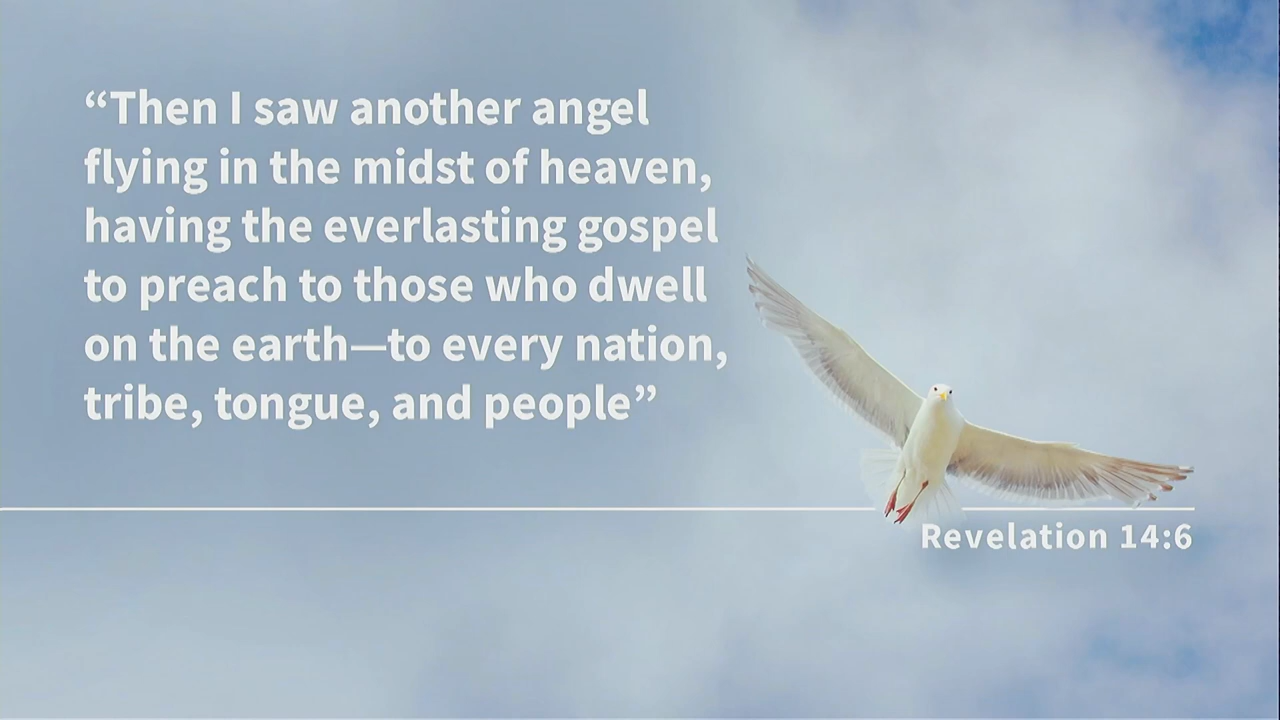 “Then I saw another angel
flying in the midst of heaven,
having the everlasting gospel
to preach to those who dwell
on the earth—to every nation,
tribe, tongue, and people”
Revelation 14:6